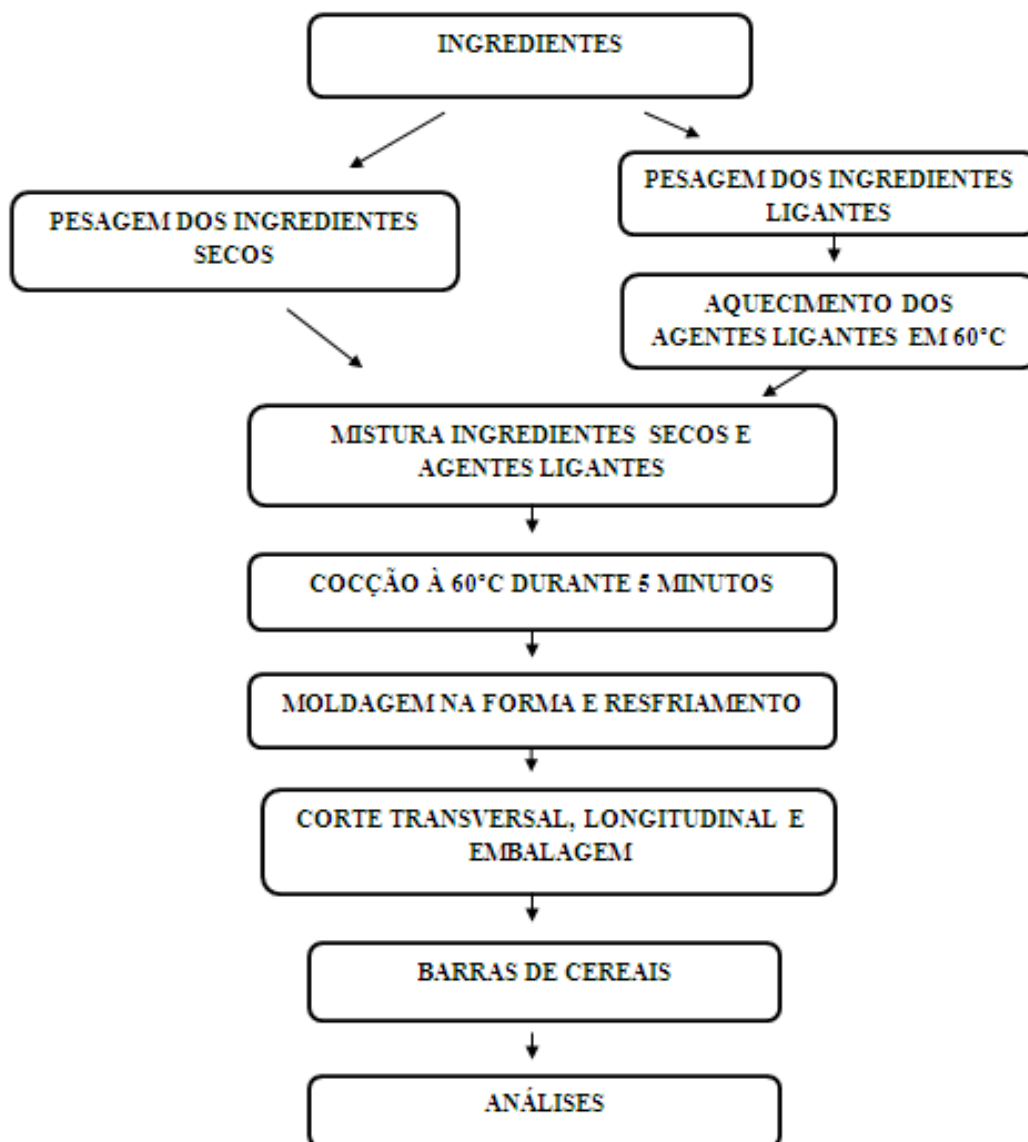 INGREDIENTES
PESAGEM DOS INGREDIENTES
SECOS
PESAGEM DOS INGREDIENTES
LIGANTES
AQUECIMENTO DOS
AGENTES LIGANTES EM 60°C
MISTURA INGREDIENTES SECOS E
AGENTES LIGANTES
COCÇÃO À 60°C DURANTE 5 MINUTOS
MOLDAGEM NA FORMA E RESFRIAMENTO
CORTE TRANSVERSAL, LONGITUDINAL E
EMBALAGEM
BARRAS DE CEREAIS
ANÁLISES